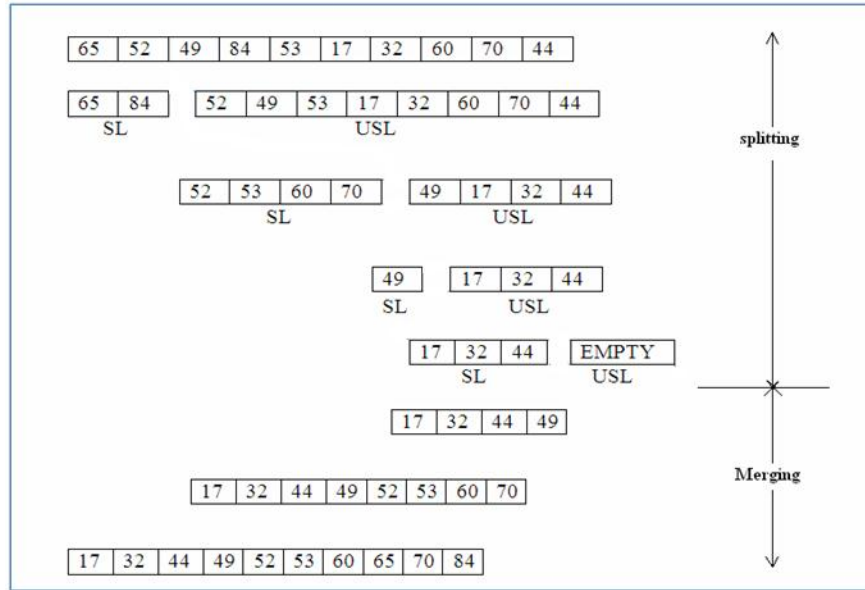 65 52 49 84 53 17 32 60 70 44
65 84 52 49 53 17 32 60 70 44
SL USL
splitting
52 53 60 70 49 17 32 44
SL USL
49 17 32 44
SL USL
17 32 44 EMPTY
SL USL
17 32 44 49
Merging
17 32 44 49 52 53 60 70
17 32 44 49 52 53 60 65 70 84